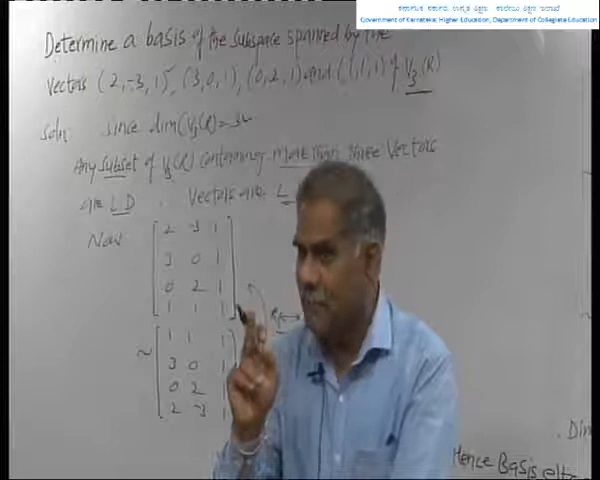 Government of Karnataka: Higher Education, Department of Collegiate Education
Determine a basis of the subspace spanned by the
vectors (2,-3,1), (3,0,1), (0,2,1) and (1,1,1) of V₃(R)
Soln Since dim(V₃(R))=3
Any subset of V₃(R) containing more than three vectors
are LD . Vectors are L
Now
2 -3 1
3 0 1
0 2 1
1 1 1
~
1 1 1
3 0 1
0 2
2 -3 1
Hence Basis